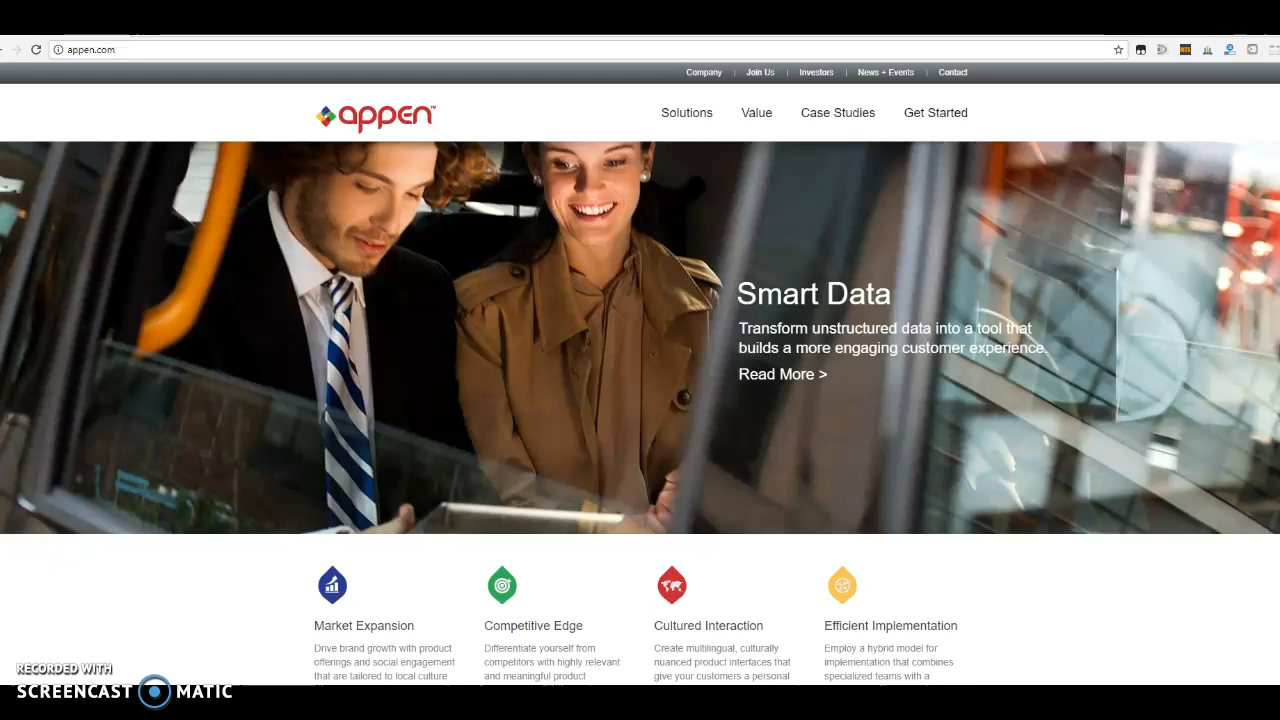 appen.com
Company | Join Us | Investors | News + Events | Contact
appen™
Solutions Value Case Studies Get Started
Smart Data
Transform unstructured data into a tool that
builds a more engaging customer experience.
Read More >
Market Expansion
Drive brand growth with product
offerings and social engagement
that are tailored to local culture
Competitive Edge
Differentiate yourself from
competitors with highly relevant
and meaningful product
Cultured Interaction
Create multilingual, culturally
nuanced product interfaces that
give your customers a personal
Efficient Implementation
Employ a hybrid model for
implementation that combines
specialized teams with a
RECORDED WITH
SCREENCAST MATIC